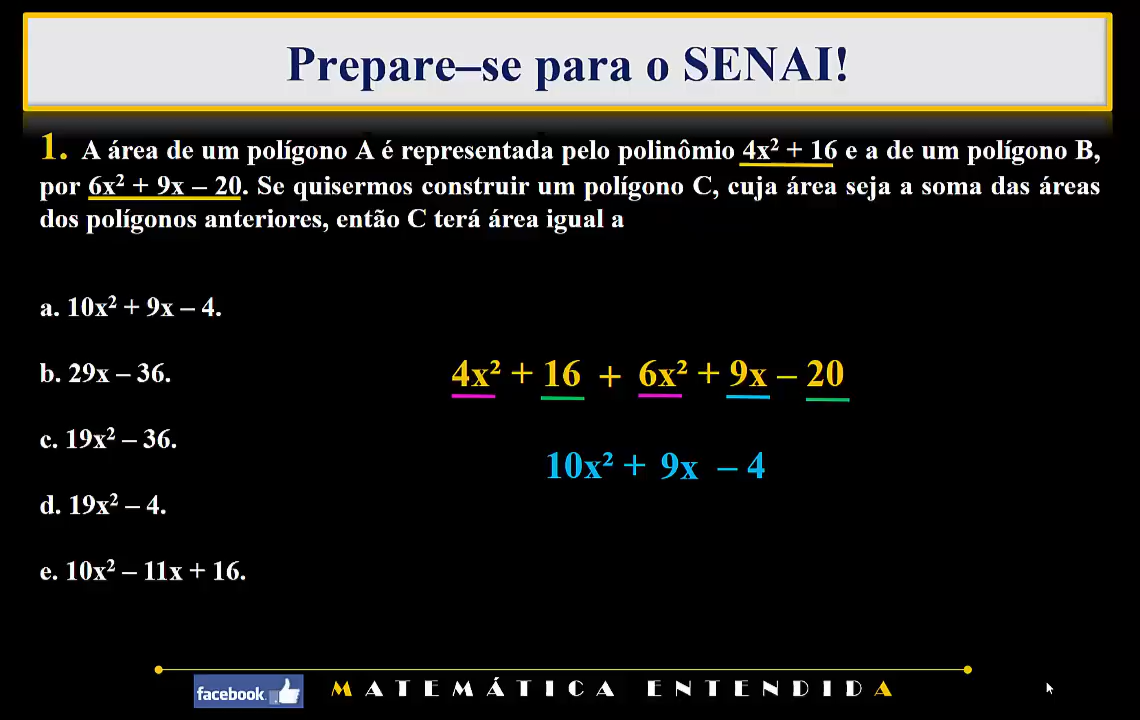 Prepare–se para o SENAI!
1. A área de um polígono A é representada pelo polinômio 4x² + 16 e a de um polígono B,
por 6x² + 9x – 20. Se quisermos construir um polígono C, cuja área seja a soma das áreas
dos polígonos anteriores, então C terá área igual a
a. 10x² + 9x – 4.
b. 29x – 36.
4x² + 16 + 6x² + 9x – 20
c. 19x² – 36.
10x² + 9x – 4
d. 19x² – 4.
e. 10x² – 11x + 16.
facebook. MATEMÁTICA ENTENDIDA